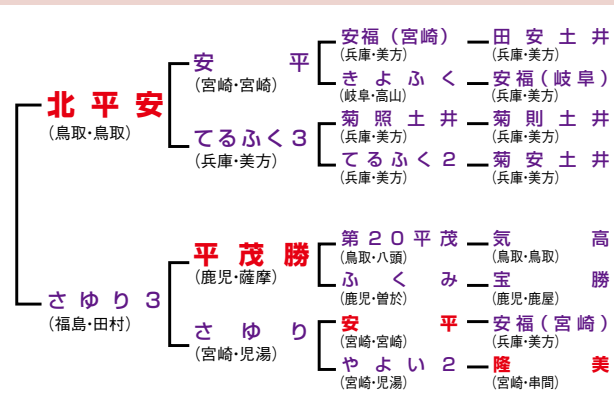 北平安
(鳥取・鳥取)
安平
(宮崎・宮崎)
安福(宮崎)
(兵庫・美方)
田安土井
(兵庫・美方)
きよふく
(岐阜・高山)
安福(岐阜)
(兵庫・美方)
てるふく3
(兵庫・美方)
菊照土井
(兵庫・美方)
菊則土井
(兵庫・美方)
てるふく2
(兵庫・美方)
菊安土井
(兵庫・美方)
さゆり3
(福島・田村)
平茂勝
(鹿児・薩摩)
第20平茂
(鳥取・八頭)
気高
(鳥取・鳥取)
ふくみ
(鹿児・曽於)
宝勝
(鹿児・鹿屋)
さゆり
(宮崎・児湯)
安平
(宮崎・宮崎)
安福(宮崎)
(兵庫・美方)
やよい2
(宮崎・児湯)
隆美
(宮崎・串間)